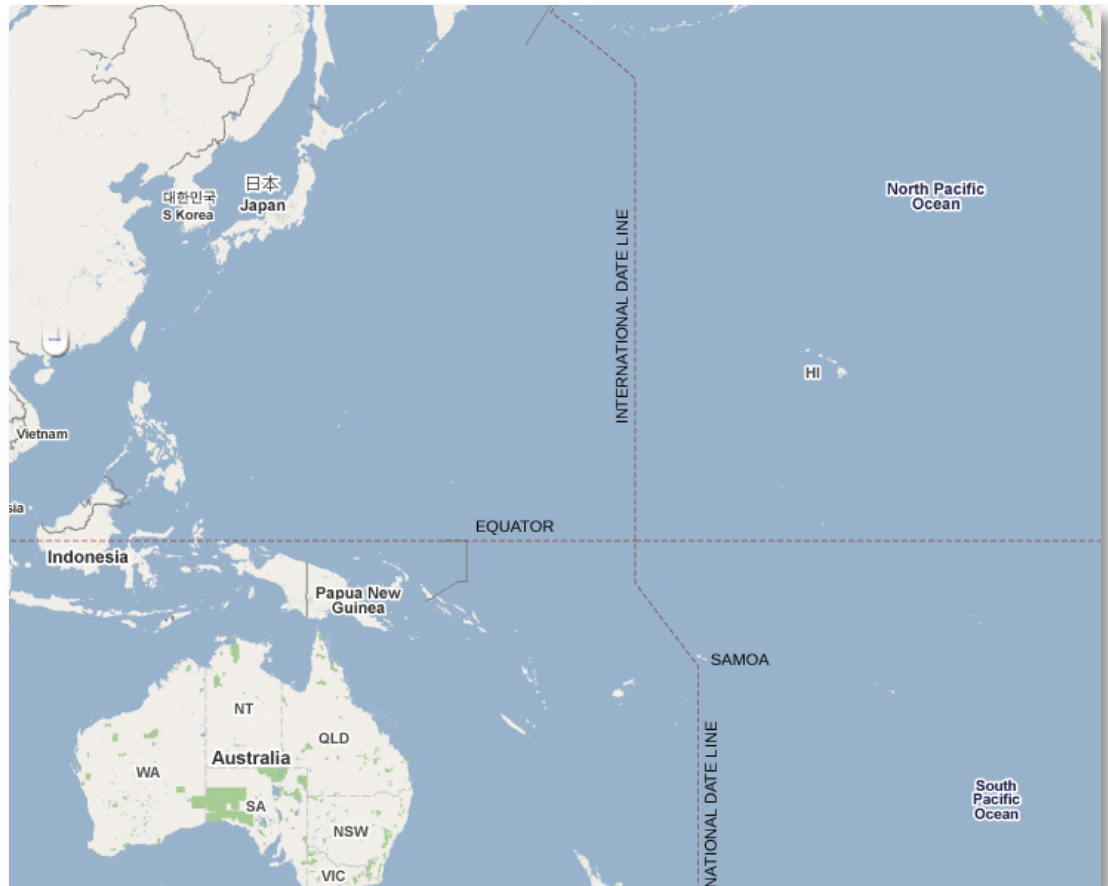 North Pacific
Ocean
日本
Japan
대한민국
S Korea
INTERNATIONAL DATE LINE
HI
Vietnam
sia
EQUATOR
Indonesia
Papua New
Guinea
SAMOA
NT
QLD
Australia
WA
SA
NSW
VIC
NATIONAL DATE LINE
South
Pacific
Ocean